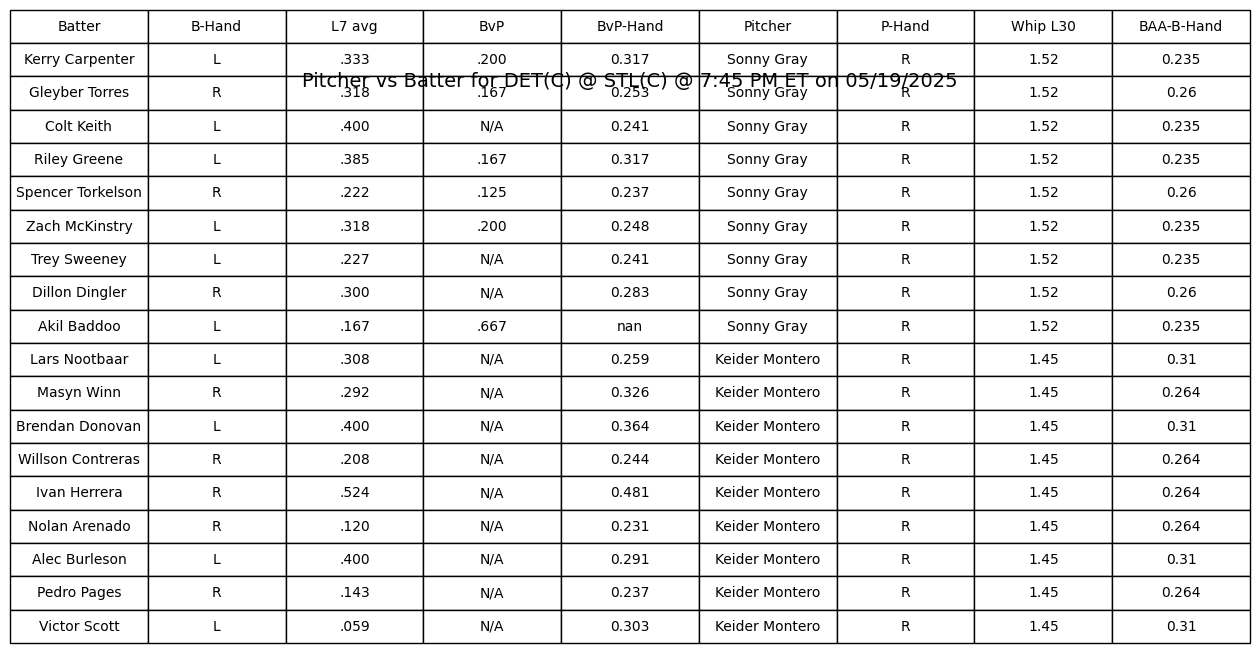 Batter B-Hand L7 avg BvP BvP-Hand Pitcher P-Hand Whip L30 BAA-B-Hand
Kerry Carpenter L .333 .200 0.317 Sonny Gray R 1.52 0.235
Pitcher vs Batter for DET(C) @ STL(C) @ 7:45 PM ET on 05/19/2025
Gleyber Torres R .318 .167 0.253 Sonny Gray R 1.52 0.26
Colt Keith L .400 N/A 0.241 Sonny Gray R 1.52 0.235
Riley Greene L .385 .167 0.317 Sonny Gray R 1.52 0.235
Spencer Torkelson R .222 .125 0.237 Sonny Gray R 1.52 0.26
Zach McKinstry L .318 .200 0.248 Sonny Gray R 1.52 0.235
Trey Sweeney L .227 N/A 0.241 Sonny Gray R 1.52 0.235
Dillon Dingler R .300 N/A 0.283 Sonny Gray R 1.52 0.26
Akil Baddoo L .167 .667 nan Sonny Gray R 1.52 0.235
Lars Nootbaar L .308 N/A 0.259 Keider Montero R 1.45 0.31
Masyn Winn R .292 N/A 0.326 Keider Montero R 1.45 0.264
Brendan Donovan L .400 N/A 0.364 Keider Montero R 1.45 0.31
Willson Contreras R .208 N/A 0.244 Keider Montero R 1.45 0.264
Ivan Herrera R .524 N/A 0.481 Keider Montero R 1.45 0.264
Nolan Arenado R .120 N/A 0.231 Keider Montero R 1.45 0.264
Alec Burleson L .400 N/A 0.291 Keider Montero R 1.45 0.31
Pedro Pages R .143 N/A 0.237 Keider Montero R 1.45 0.264
Victor Scott L .059 N/A 0.303 Keider Montero R 1.45 0.31